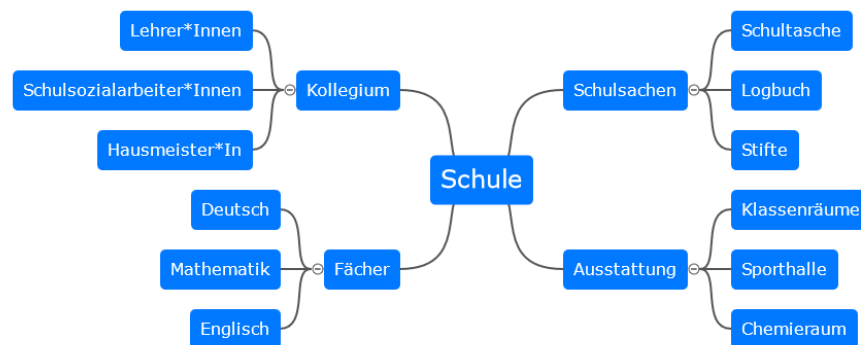 Lehrer*Innen
Schulsozialarbeiter*Innen
Hausmeister*In
Kollegium
Deutsch
Mathematik
Englisch
Fächer
Schule
Schulsachen
Schultasche
Logbuch
Stifte
Ausstattung
Klassenräume
Sporthalle
Chemieraum